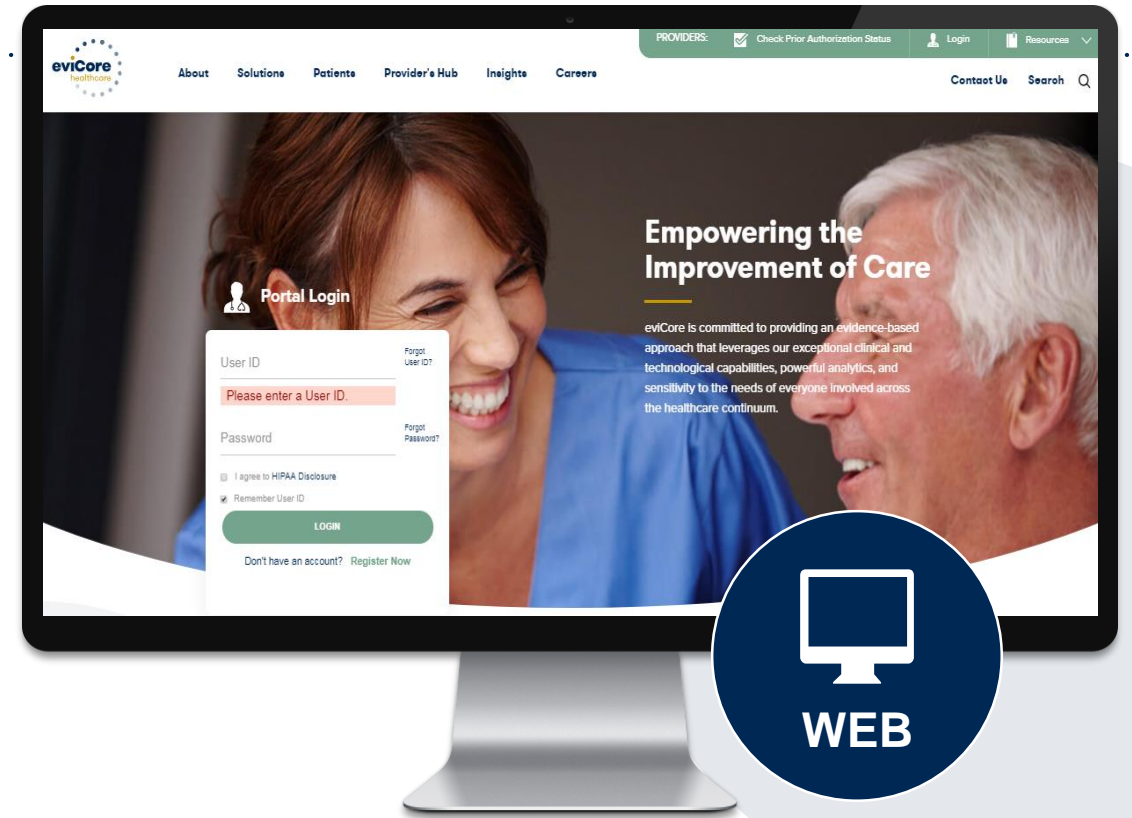 PROVIDERS: Check Prior Authorization Status Login Resources
eviCore
healthcare
About Solutions Patients Provider's Hub Insights Careers
Contact Us Search
Empowering the
Improvement of Care
eviCore is committed to providing an evidence-based
approach that leverages our exceptional clinical and
technological capabilities, powerful analytics, and
sensitivity to the needs of everyone involved across
the healthcare continuum.
Portal Login
User ID
Forgot
User ID?
Please enter a User ID.
Password
Forgot
Password?
I agree to HIPAA Disclosure
Remember User ID
LOGIN
Don't have an account? Register Now
WEB